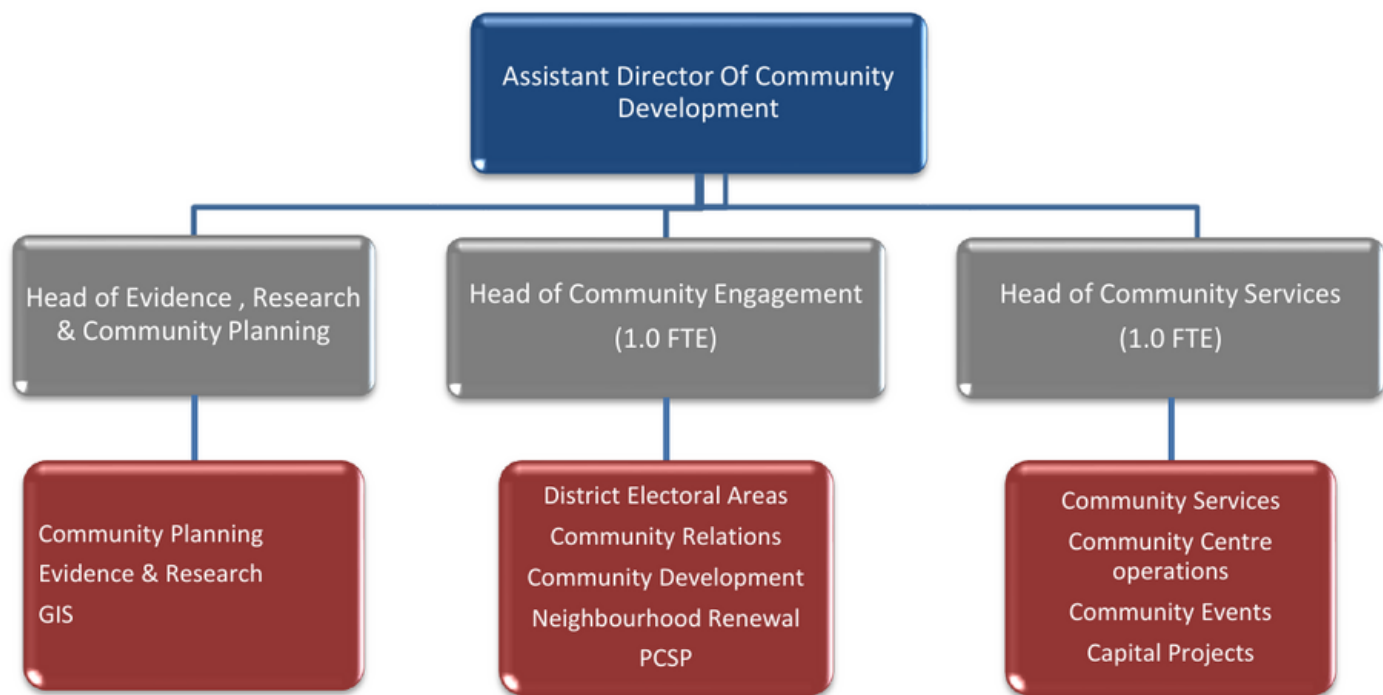 Assistant Director Of Community
Development
Head of Evidence , Research
& Community Planning
Head of Community Engagement
(1.0 FTE)
Head of Community Services
(1.0 FTE)
Community Planning
Evidence & Research
GIS
District Electoral Areas
Community Relations
Community Development
Neighbourhood Renewal
PCSP
Community Services
Community Centre
operations
Community Events
Capital Projects